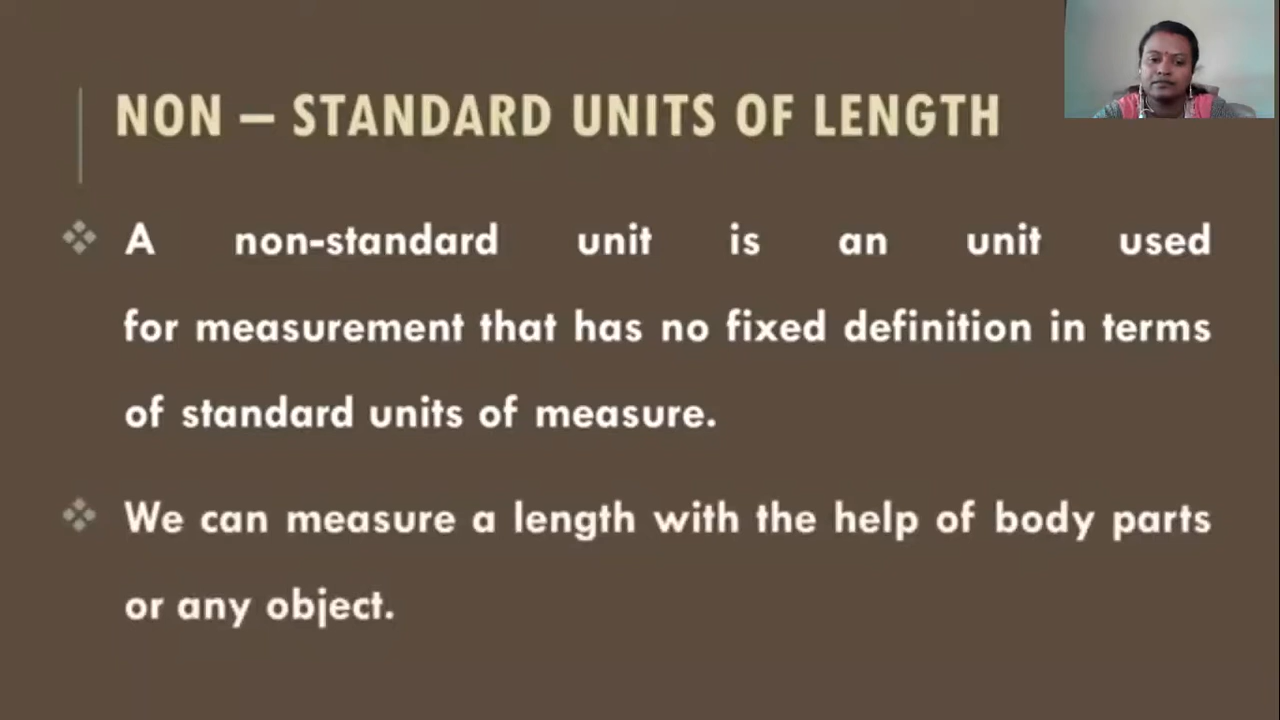 NON – STANDARD UNITS OF LENGTH
A non-standard unit is an unit used
for measurement that has no fixed definition in terms
of standard units of measure.
We can measure a length with the help of body parts
or any object.